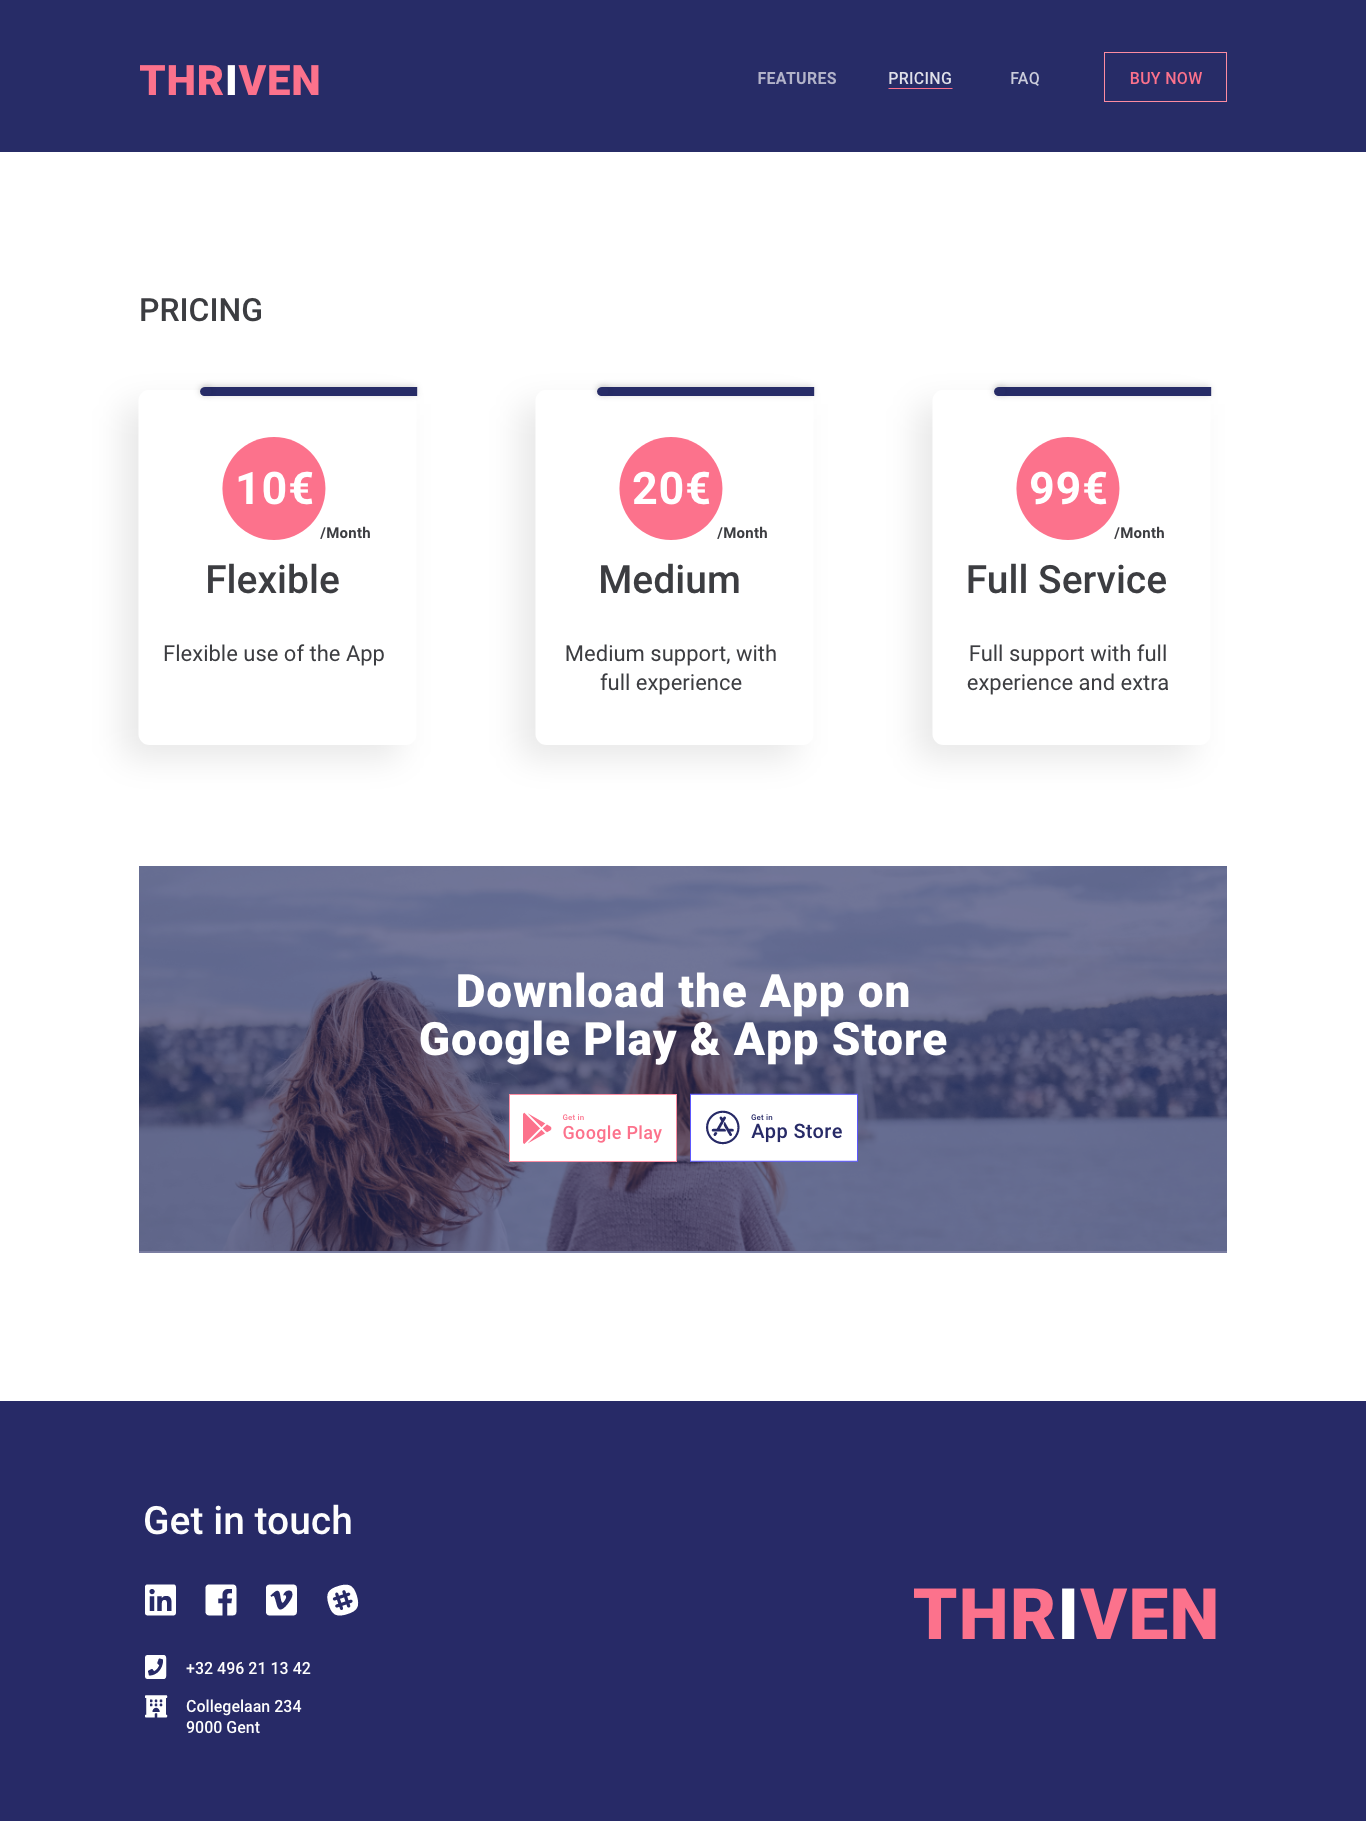 THRIVEN
FEATURES
PRICING
FAQ
BUY NOW
PRICING
10€
/Month
Flexible
Flexible use of the App
20€
/Month
Medium
Medium support, with
full experience
99€
/Month
Full Service
Full support with full
experience and extra
Download the App on
Google Play & App Store
Get in
Google Play
Get in
App Store
Get in touch
+32 496 21 13 42
Collegelaan 234
9000 Gent
THRIVEN